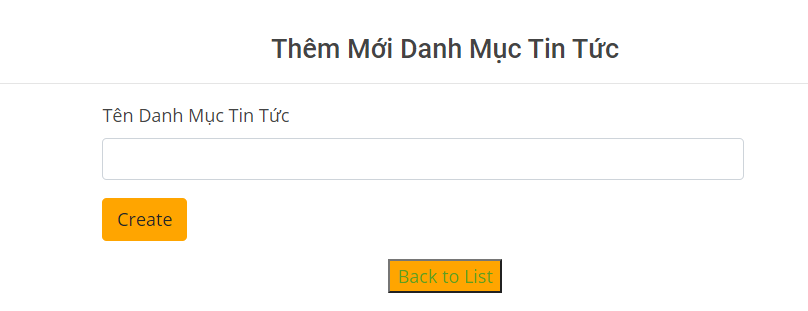 Thêm Mới Danh Mục Tin Tức
Tên Danh Mục Tin Tức
Create
Back to List